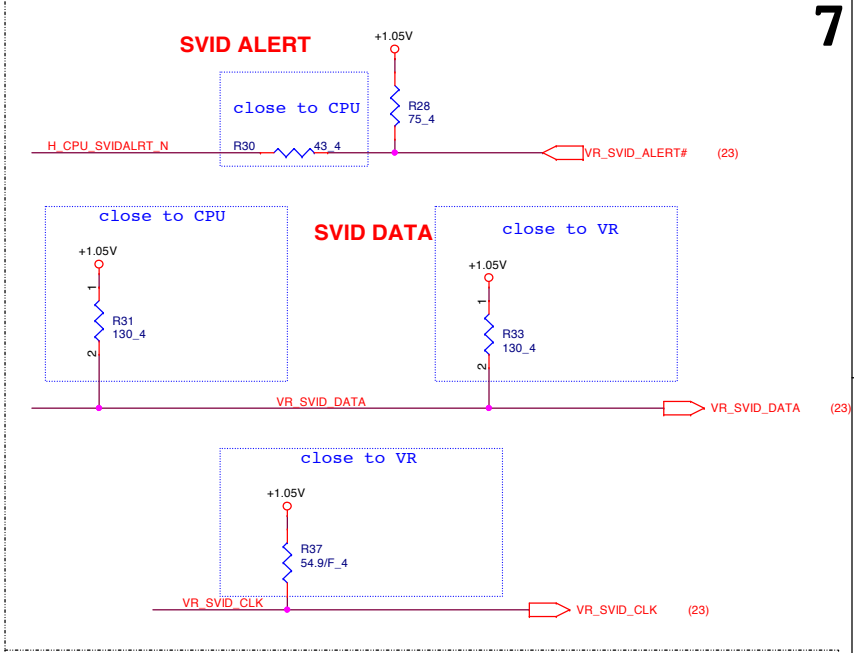 7
SVID ALERT
+1.05V
close to CPU
R28
75_4
H_CPU_SVIDALRT_N
R30
43_4
VR_SVID_ALERT#
(23)
close to CPU
SVID DATA
close to VR
+1.05V
+1.05V
1
1
R31
130_4
R33
130_4
2
2
VR_SVID_DATA
VR_SVID_DATA
(23)
close to VR
+1.05V
R37
54.9/F_4
VR_SVID_CLK
VR_SVID_CLK
(23)